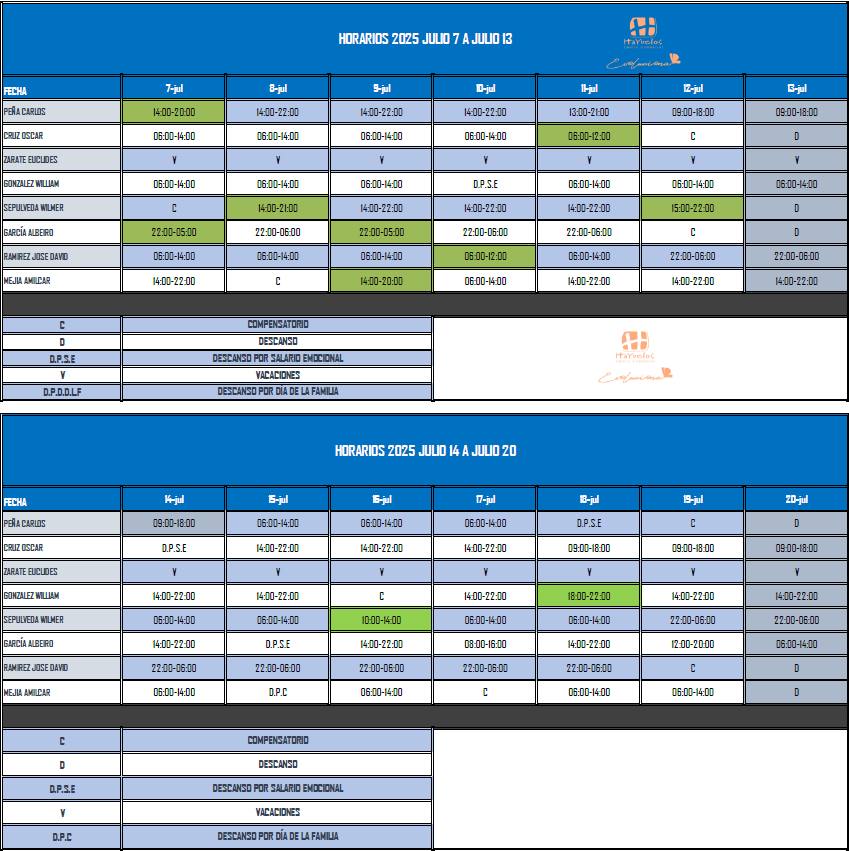 HORARIOS 2025 JULIO 7 A JULIO 13
Hayuelos
Evoluciona
FECHA 7-jul 8-jul 9-jul 10-jul 11-jul 12-jul 13-jul
PEÑA CARLOS 14:00-20:00 14:00-22:00 14:00-22:00 14:00-22:00 13:00-21:00 09:00-18:00 09:00-18:00
CRUZ OSCAR 06:00-14:00 06:00-14:00 06:00-14:00 06:00-14:00 06:00-12:00 C D
ZARATE EUCLIDES V V V V V V V
GONZALEZ WILLIAM 06:00-14:00 06:00-14:00 06:00-14:00 D.P.S.E 06:00-14:00 06:00-14:00 06:00-14:00
SEPULVEDA WILMER C 14:00-21:00 14:00-22:00 14:00-22:00 14:00-22:00 15:00-22:00 D
GARCÍA ALBEIRO 22:00-05:00 22:00-06:00 22:00-05:00 22:00-06:00 22:00-06:00 C D
RAMIREZ JOSE DAVID 06:00-14:00 06:00-14:00 06:00-14:00 06:00-12:00 06:00-14:00 22:00-06:00 22:00-06:00
MEJIA AMILCAR 14:00-22:00 C 14:00-20:00 06:00-14:00 14:00-22:00 14:00-22:00 14:00-22:00
C COMPENSATORIO
D DESCANSO
D.P.S.E DESCANSO POR SALARIO EMOCIONAL
V VACACIONES
D.P.D.D.L.F DESCANSO POR DÍA DE LA FAMILIA
Hayuelos
Evoluciona
HORARIOS 2025 JULIO 14 A JULIO 20
FECHA 14-jul 15-jul 16-jul 17-jul 18-jul 19-jul 20-jul
PEÑA CARLOS 09:00-18:00 06:00-14:00 06:00-14:00 06:00-14:00 D.P.S.E C D
CRUZ OSCAR D.P.S.E 14:00-22:00 14:00-22:00 14:00-22:00 09:00-18:00 09:00-18:00 09:00-18:00
ZARATE EUCLIDES V V V V V V V
GONZALEZ WILLIAM 14:00-22:00 14:00-22:00 C 14:00-22:00 18:00-22:00 14:00-22:00 14:00-22:00
SEPULVEDA WILMER 06:00-14:00 06:00-14:00 10:00-14:00 06:00-14:00 06:00-14:00 22:00-06:00 22:00-06:00
GARCÍA ALBEIRO 14:00-22:00 D.P.S.E 14:00-22:00 08:00-16:00 14:00-22:00 12:00-20:00 06:00-14:00
RAMIREZ JOSE DAVID 22:00-06:00 22:00-06:00 22:00-06:00 22:00-06:00 22:00-06:00 C D
MEJIA AMILCAR 06:00-14:00 D.P.C 06:00-14:00 C 06:00-14:00 06:00-14:00 D
C COMPENSATORIO
D DESCANSO
D.P.S.E DESCANSO POR SALARIO EMOCIONAL
V VACACIONES
D.P.C DESCANSO POR DÍA DE LA FAMILIA